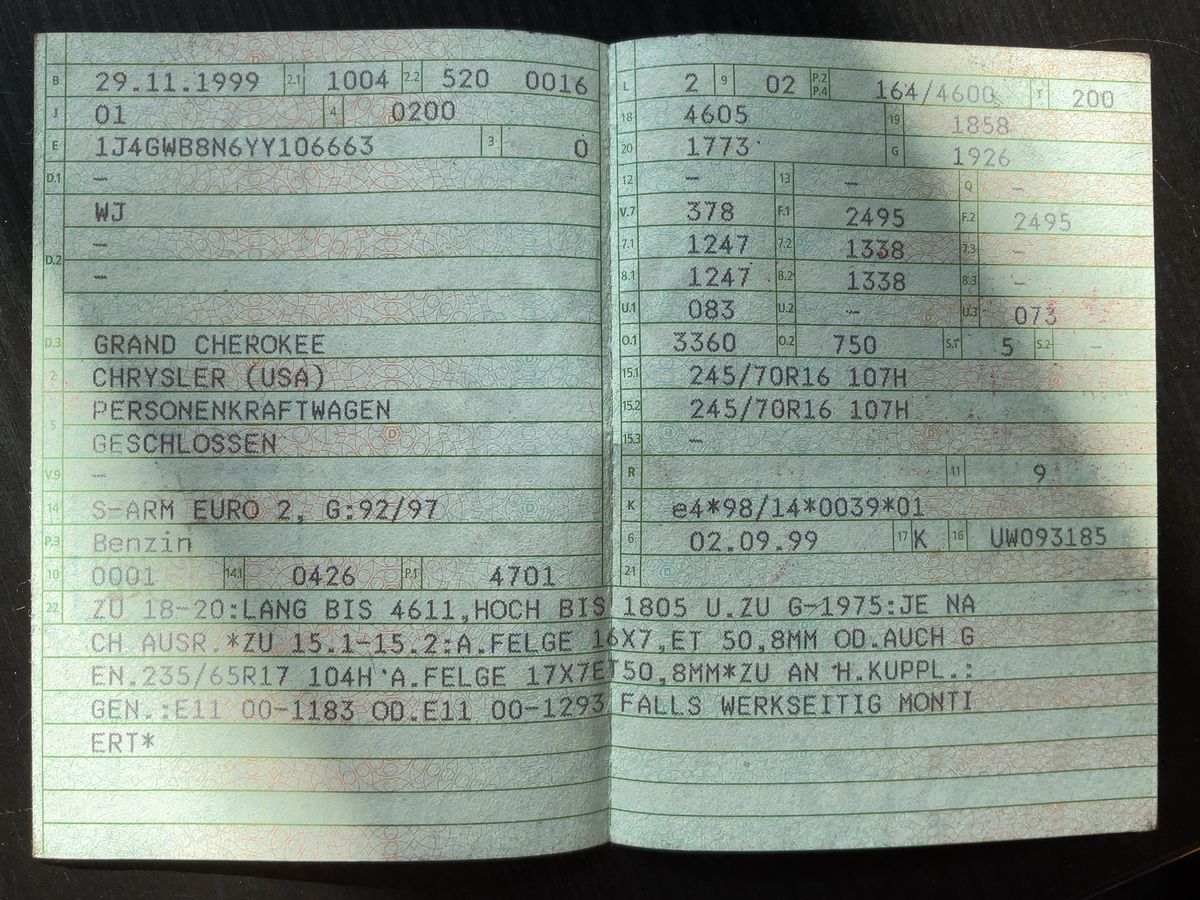 B 29.11.1999 2.1 1004 2.2 520 0016
J 01 4 0200
E 1J4GWB8N6YY106663 3 0
D.1 –
WJ
D.2 –
–
D.3 GRAND CHEROKEE
2 CHRYSLER (USA)
5 PERSONENKRAFTWAGEN
GESCHLOSSEN
V.9 –
14 S-ARM EURO 2, G:92/97
P.3 Benzin
10 0001 14.1 0426 P.1 4701
L 2 9 02 P.2 P.4 164/4600 T 200
18 4605 19 1858
20 1773 G 1926
12 – 13 – Q –
V.7 378 F.1 2495 F.2 2495
7.1 1247 7.2 1338 7.3 –
8.1 1247 8.2 1338 8.3 –
U.1 083 U.2 – U.3 073
O.1 3360 O.2 750 S.1 5 S.2 –
15.1 245/70R16 107H
15.2 245/70R16 107H
15.3 –
R 11 9
K e4*98/14*0039*01
6 02.09.99 17 K 16 UW093185
21
22 ZU 18-20:LANG BIS 4611,HOCH BIS 1805 U.ZU G-1975:JE NA
CH AUSR.*ZU 15.1-15.2:A.FELGE 16X7,ET 50,8MM OD.AUCH G
EN.235/65R17 104H A.FELGE 17X7ET50,8MM*ZU AN H.KUPPL.:
GEN.:E11 00-1183 OD.E11 00-1293 FALLS WERKSEITIG MONTI
ERT*